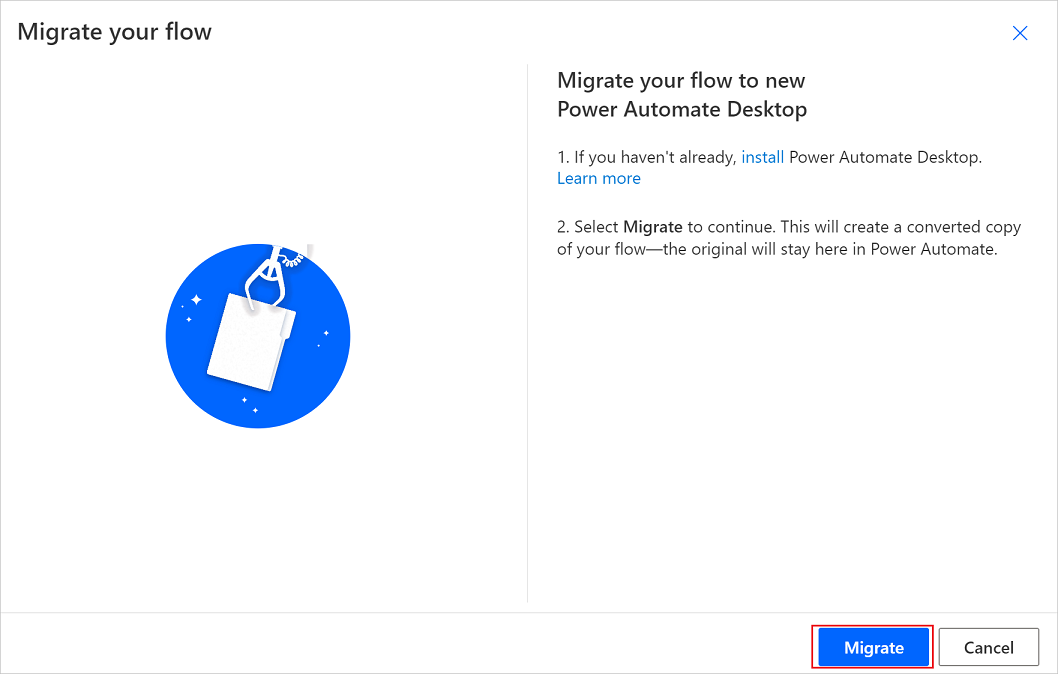 Migrate your flow
Migrate your flow to new
Power Automate Desktop
1. If you haven't already, install Power Automate Desktop.
Learn more
2. Select Migrate to continue. This will create a converted copy
of your flow—the original will stay here in Power Automate.
Migrate
Cancel